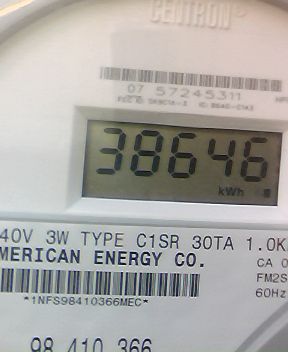 CENTRON®
07 57245311
38646
kWh
40V 3W TYPE C1SR 30TA 1.0K
MERICAN ENERGY CO.
CA 0
FM2S
60Hz
*1NFS98410366MEC*
98 410 366